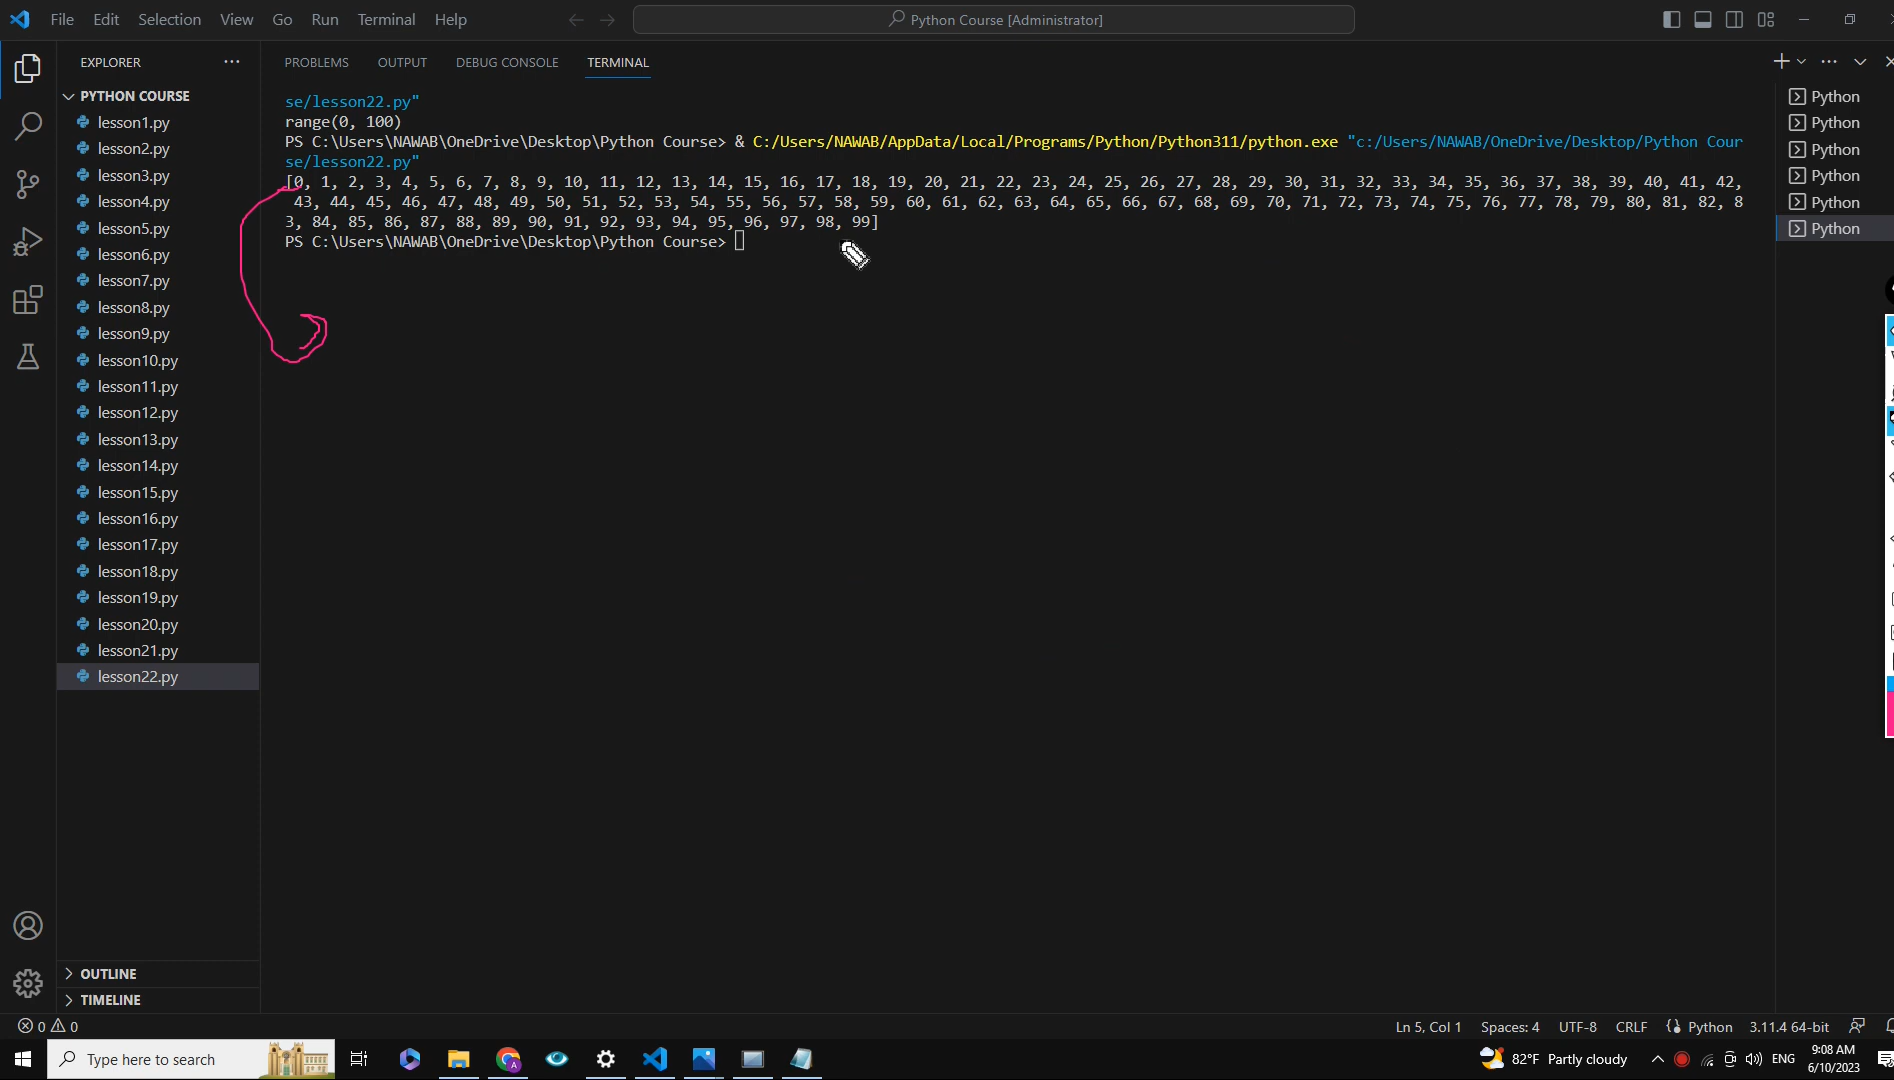 File Edit Selection View Go Run Terminal Help
Python Course [Administrator]
EXPLORER
PROBLEMS OUTPUT DEBUG CONSOLE TERMINAL
PYTHON COURSE
lesson1.py
lesson2.py
lesson3.py
lesson4.py
lesson5.py
lesson6.py
lesson7.py
lesson8.py
lesson9.py
lesson10.py
lesson11.py
lesson12.py
lesson13.py
lesson14.py
lesson15.py
lesson16.py
lesson17.py
lesson18.py
lesson19.py
lesson20.py
lesson21.py
lesson22.py
OUTLINE
TIMELINE
se/lesson22.py"
range(0, 100)
PS C:\Users\NAWAB\OneDrive\Desktop\Python Course> & C:/Users/NAWAB/AppData/Local/Programs/Python/Python311/python.exe "c:/Users/NAWAB/OneDrive/Desktop/Python Cour
se/lesson22.py"
[0, 1, 2, 3, 4, 5, 6, 7, 8, 9, 10, 11, 12, 13, 14, 15, 16, 17, 18, 19, 20, 21, 22, 23, 24, 25, 26, 27, 28, 29, 30, 31, 32, 33, 34, 35, 36, 37, 38, 39, 40, 41, 42,
43, 44, 45, 46, 47, 48, 49, 50, 51, 52, 53, 54, 55, 56, 57, 58, 59, 60, 61, 62, 63, 64, 65, 66, 67, 68, 69, 70, 71, 72, 73, 74, 75, 76, 77, 78, 79, 80, 81, 82, 8
3, 84, 85, 86, 87, 88, 89, 90, 91, 92, 93, 94, 95, 96, 97, 98, 99]
PS C:\Users\NAWAB\OneDrive\Desktop\Python Course>
Python
Python
Python
Python
Python
Python
0 0
Ln 5, Col 1 Spaces: 4 UTF-8 CRLF Python 3.11.4 64-bit
Type here to search
82°F Partly cloudy
ENG
9:08 AM
6/10/2023